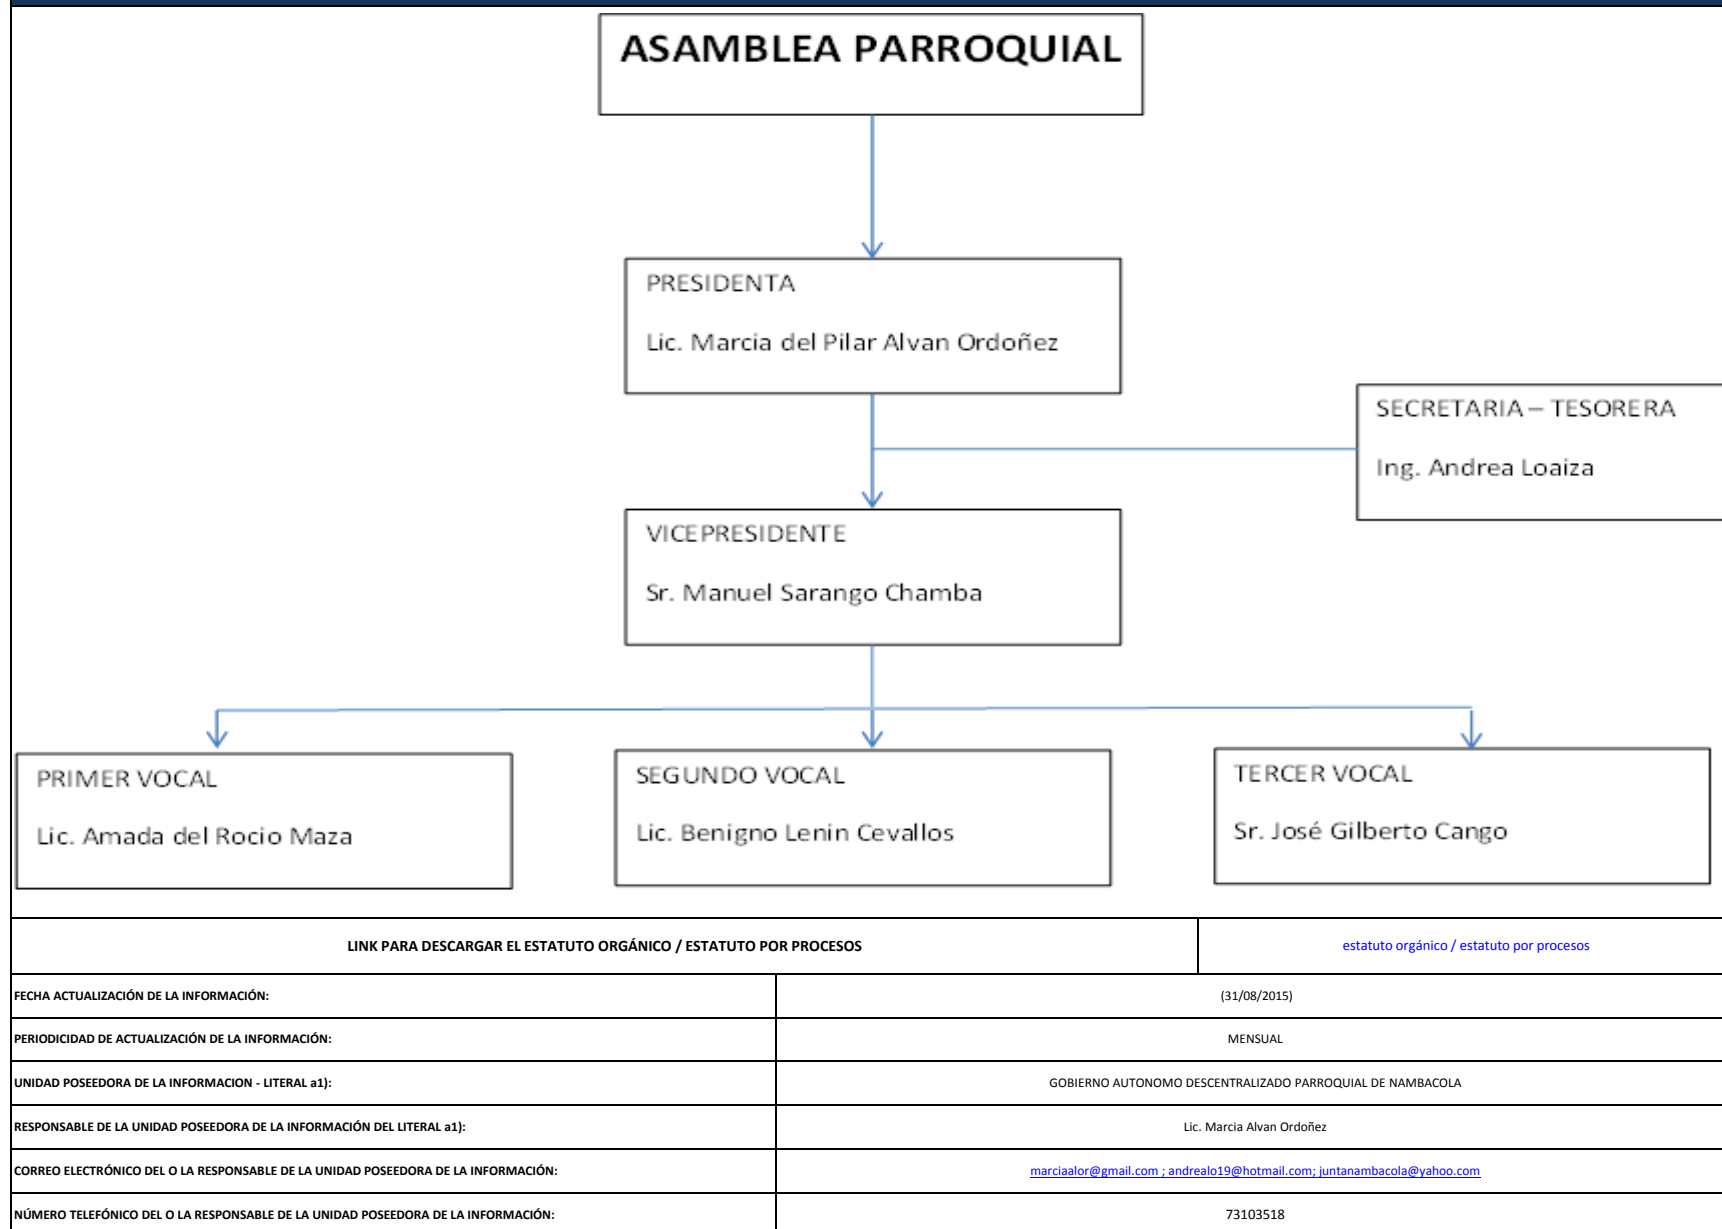 ASAMBLEA PARROQUIAL
PRESIDENTA
Lic. Marcia del Pilar Alvan Ordoñez
SECRETARIA – TESORERA
Ing. Andrea Loaiza
VICEPRESIDENTE
Sr. Manuel Sarango Chamba
PRIMER VOCAL
Lic. Amada del Rocio Maza
SEGUNDO VOCAL
Lic. Benigno Lenin Cevallos
TERCER VOCAL
Sr. José Gilberto Cango
LINK PARA DESCARGAR EL ESTATUTO ORGÁNICO / ESTATUTO POR PROCESOS
estatuto orgánico / estatuto por procesos
FECHA ACTUALIZACIÓN DE LA INFORMACIÓN:
(31/08/2015)
PERIODICIDAD DE ACTUALIZACIÓN DE LA INFORMACIÓN:
MENSUAL
UNIDAD POSEEDORA DE LA INFORMACION - LITERAL a1):
GOBIERNO AUTONOMO DESCENTRALIZADO PARROQUIAL DE NAMBACOLA
RESPONSABLE DE LA UNIDAD POSEEDORA DE LA INFORMACIÓN DEL LITERAL a1):
Lic. Marcia Alvan Ordoñez
CORREO ELECTRÓNICO DEL O LA RESPONSABLE DE LA UNIDAD POSEEDORA DE LA INFORMACIÓN:
marciaalor@gmail.com ; andrealo19@hotmail.com; juntanambacola@yahoo.com
NÚMERO TELEFÓNICO DEL O LA RESPONSABLE DE LA UNIDAD POSEEDORA DE LA INFORMACIÓN:
73103518